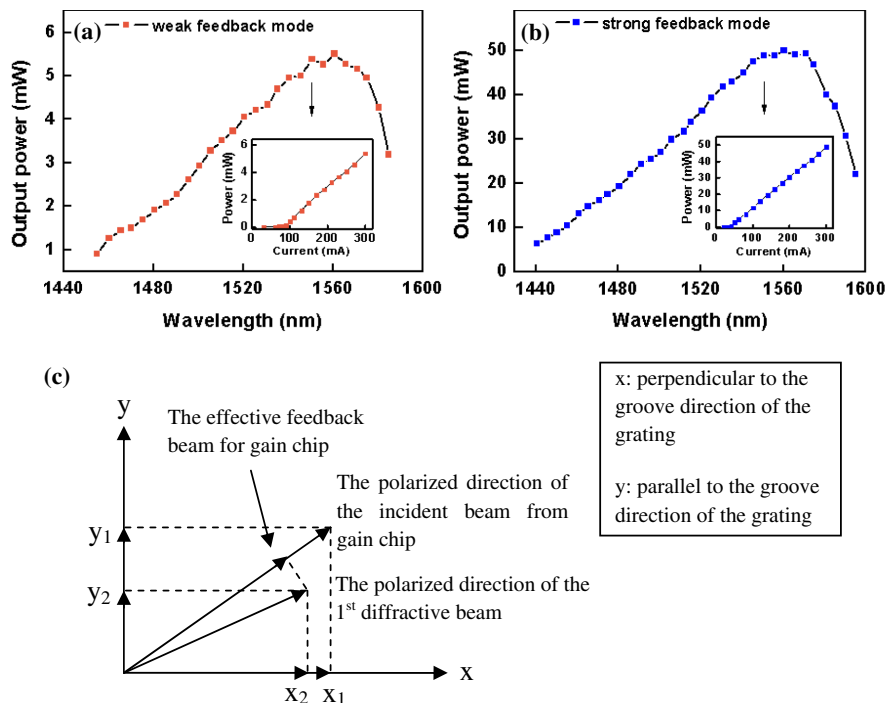 (a)
weak feedback mode
6
5
4
3
2
1
Output power (mW)
1440
1480
1520
1560
1600
Wavelength (nm)
6
4
2
0
Power (mW)
0
100
200
300
Current (mA)
(b)
strong feedback mode
50
40
30
20
10
0
Output power (mW)
1440
1480
1520
1560
1600
Wavelength (nm)
50
40
30
20
10
0
Power (mW)
0
100
200
300
Current (mA)
(c)
y
The effective feedback
beam for gain chip
The polarized direction of
the incident beam from
gain chip
y1
The polarized direction of the
1st diffractive beam
y2
x
x2
x1
x: perpendicular to the
groove direction of the
grating
y: parallel to the groove
direction of the grating